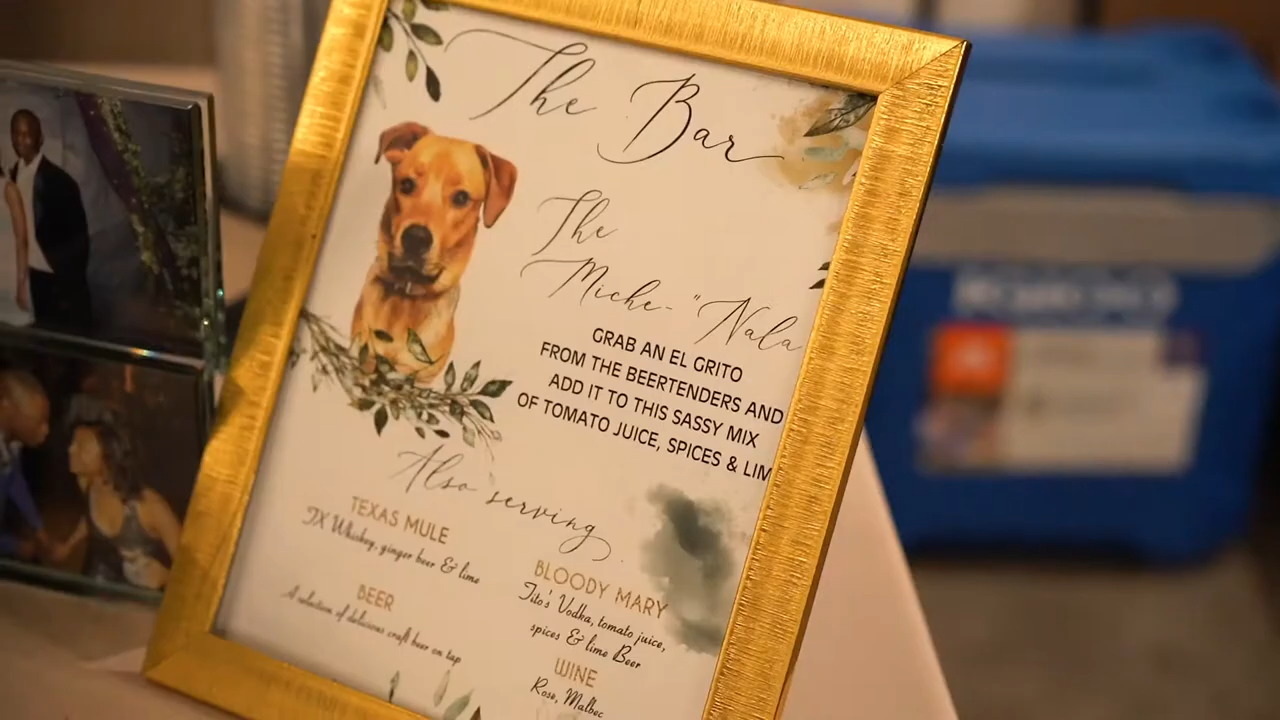 The Bar
The
Miche-"Nala
GRAB AN EL GRITO
FROM THE BEERTENDERS AND
ADD IT TO THIS SASSY MIX
OF TOMATO JUICE, SPICES & LIM
Also serving
TEXAS MULE
TX Whiskey, ginger beer & lime
BEER
A selection of delicious craft beer on tap
BLOODY MARY
Tito's Vodka, tomato juice,
spices & lime Beer
WINE
Rose, Malbec